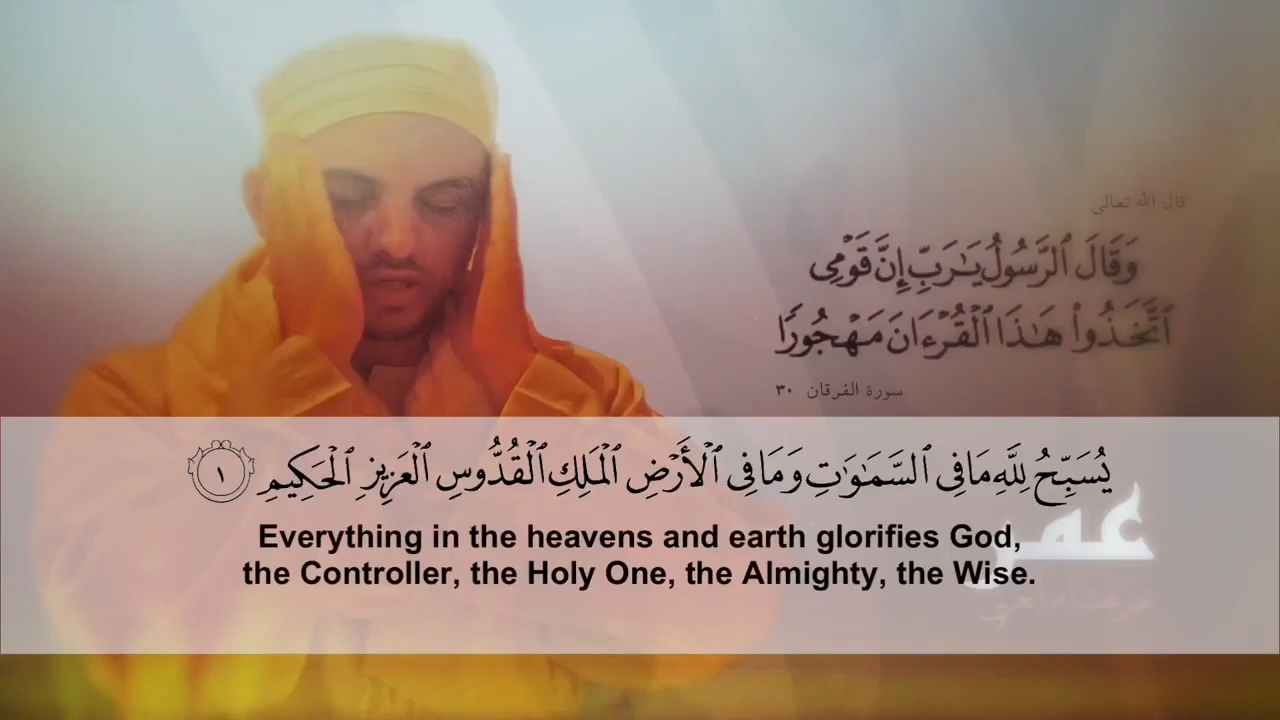 قال الله تعالى
وَقَالَ ٱلرَّسُولُ يَـٰرَبِّ إِنَّ قَوْمِى
ٱتَّخَذُوا۟ هَـٰذَا ٱلْقُرْءَانَ مَهْجُورًا
سورة الفرقان ٣٠
يُسَبِّحُ لِلَّهِ مَا فِى ٱلسَّمَـٰوَٰتِ وَمَا فِى ٱلْأَرْضِ ٱلْمَلِكِ ٱلْقُدُّوسِ ٱلْعَزِيزِ ٱلْحَكِيمِ ١
Everything in the heavens and earth glorifies God,
the Controller, the Holy One, the Almighty, the Wise.
عمر